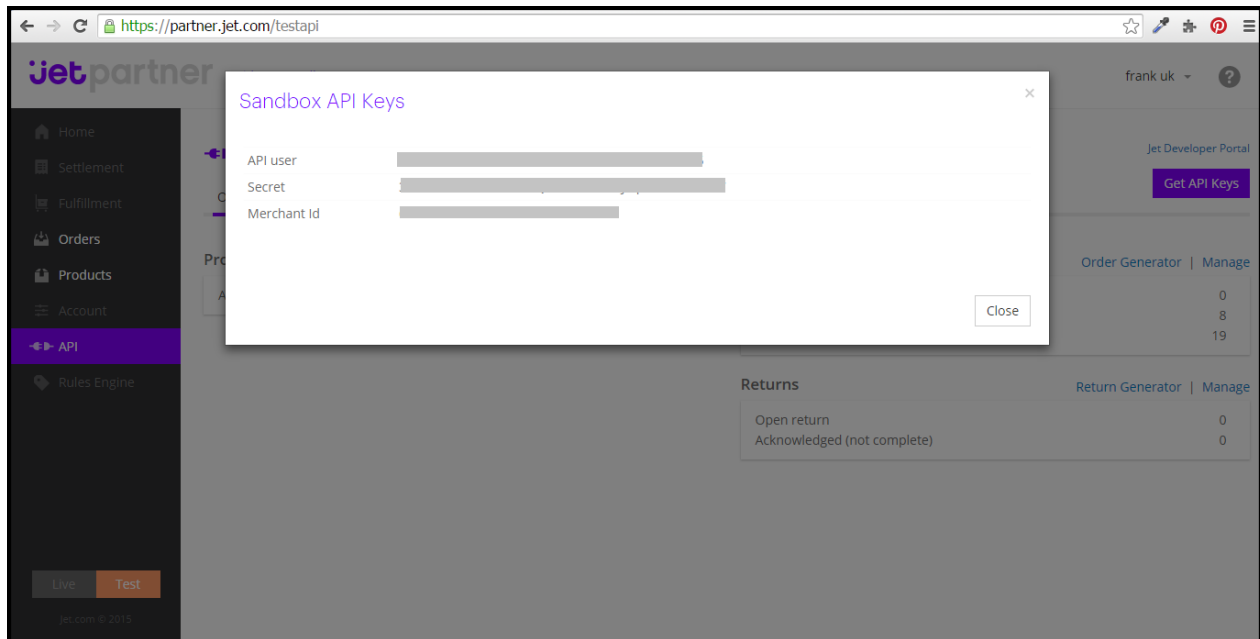 https://partner.jet.com/testapi
jetpartner
frank uk
Sandbox API Keys
×
Home
Settlement
Jet Developer Portal
API user
Secret
Get API Keys
Fulfillment
Merchant Id
Orders
Order Generator | Manage
Products
0
Account
Close
8
19
API
Rules Engine
Returns
Return Generator | Manage
Open return 0
Acknowledged (not complete) 0
Live Test
Jet.com © 2015